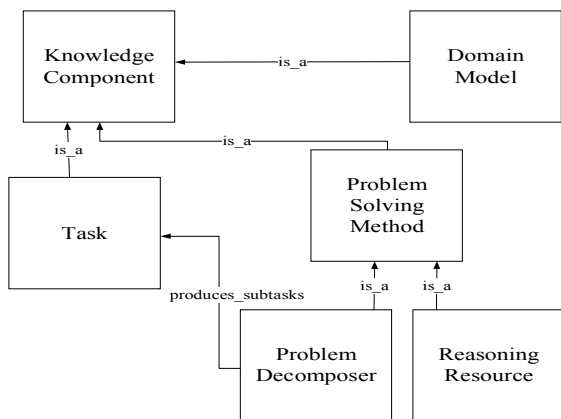 Knowledge
Component
Domain
Model
is_a
is_a
is_a
Problem
Solving
Method
Task
is_a
is_a
produces_subtasks
Problem
Decomposer
Reasoning
Resource